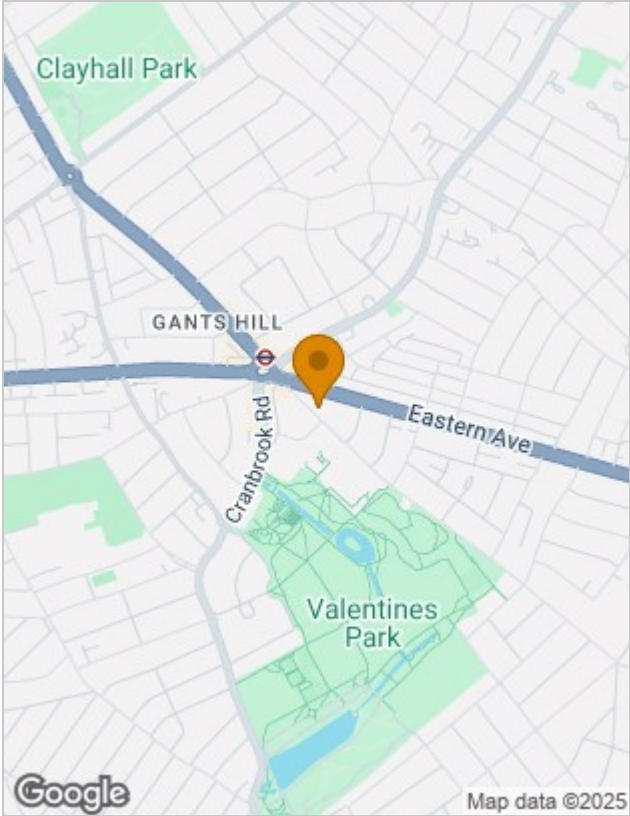 Clayhall Park
GANTS HILL
Eastern Ave
Cranbrook Rd
Valentines
Park
Google
Map data ©2025